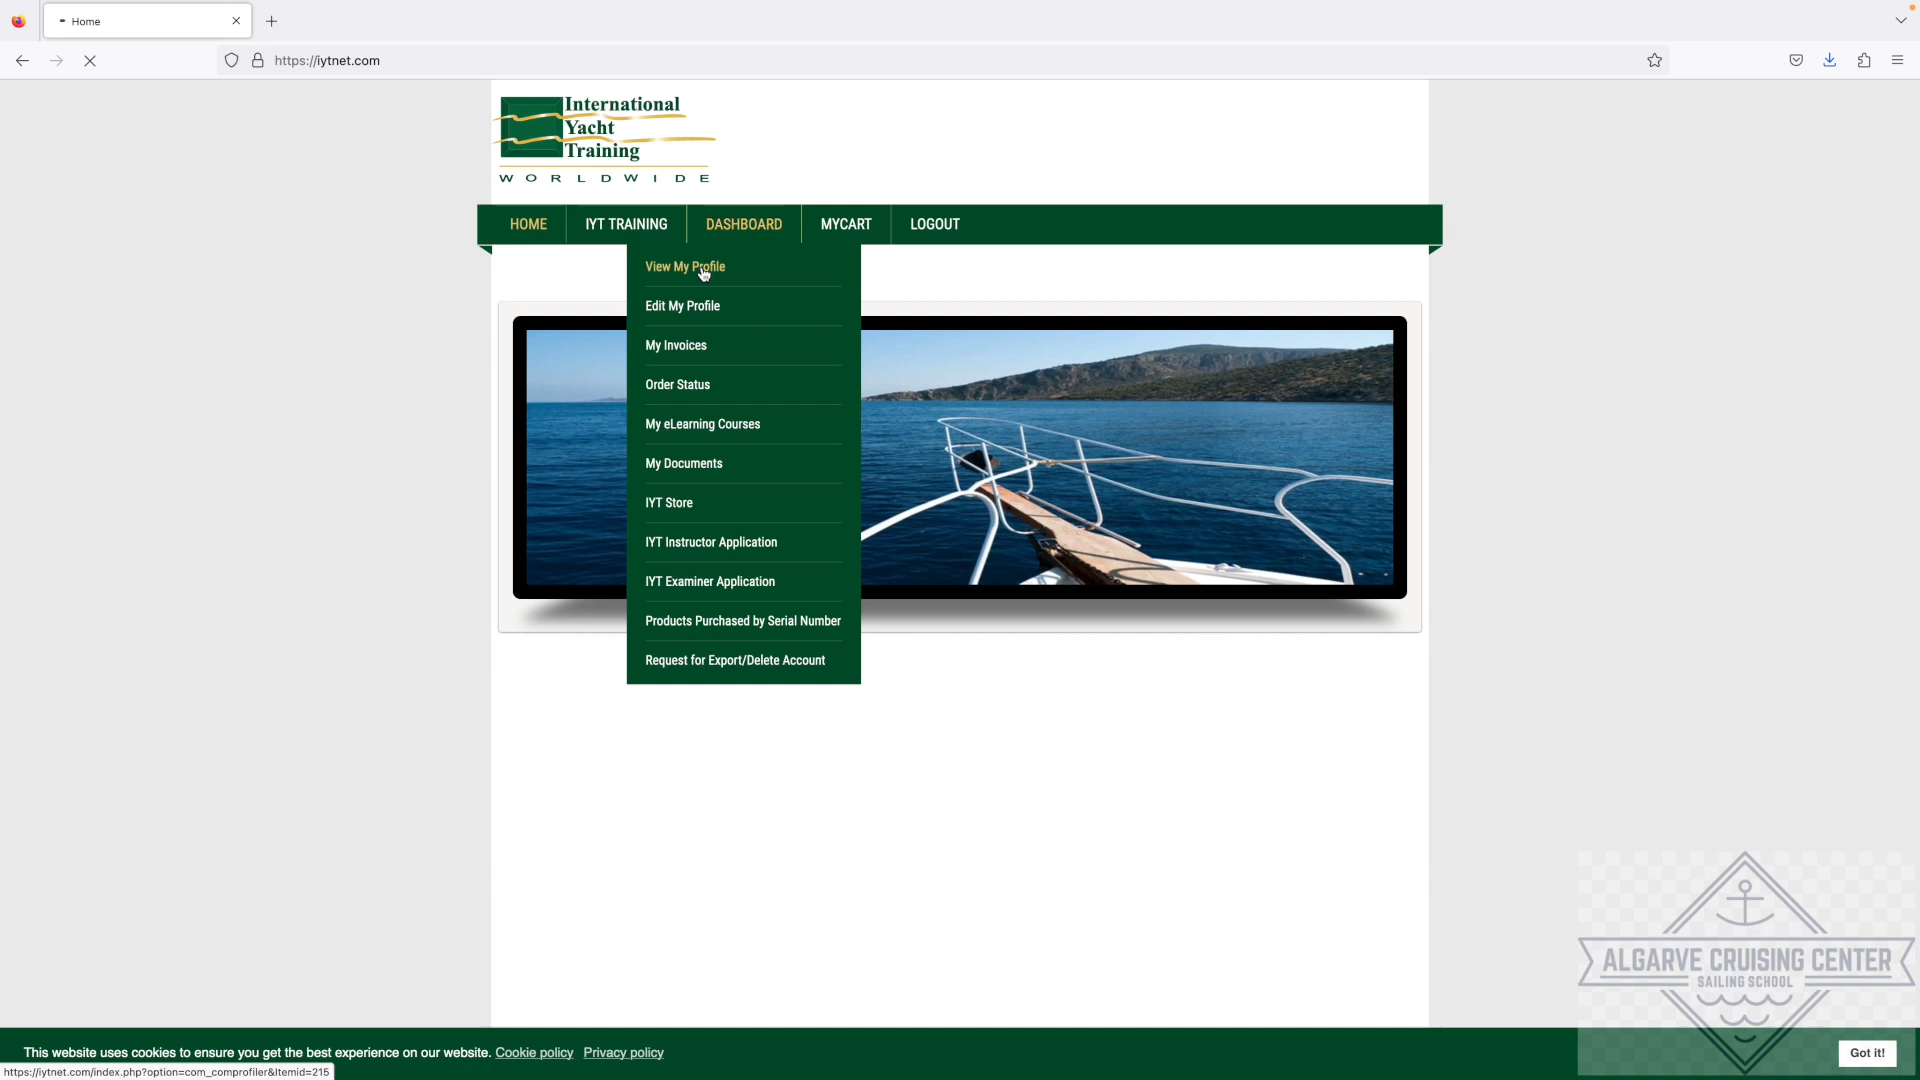 Home
https://iytnet.com
International
Yacht
Training
WORLDWIDE
HOME
IYT TRAINING
DASHBOARD
MYCART
LOGOUT
View My Profile
Edit My Profile
My Invoices
Order Status
My eLearning Courses
My Documents
IYT Store
IYT Instructor Application
IYT Examiner Application
Products Purchased by Serial Number
Request for Export/Delete Account
ALGARVE CRUISING CENTER
SAILING SCHOOL
This website uses cookies to ensure you get the best experience on our website. Cookie policy Privacy policy
Got it!
https://iytnet.com/index.php?option=com_comprofiler&Itemid=215